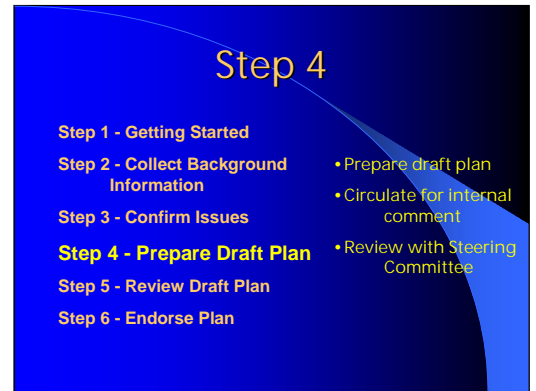 Step 4
Step 1 - Getting Started
Step 2 - Collect Background
Information
Step 3 - Confirm Issues
Step 4 - Prepare Draft Plan
Step 5 - Review Draft Plan
Step 6 - Endorse Plan
•Prepare draft plan
•Circulate for internal
comment
•Review with Steering
Committee